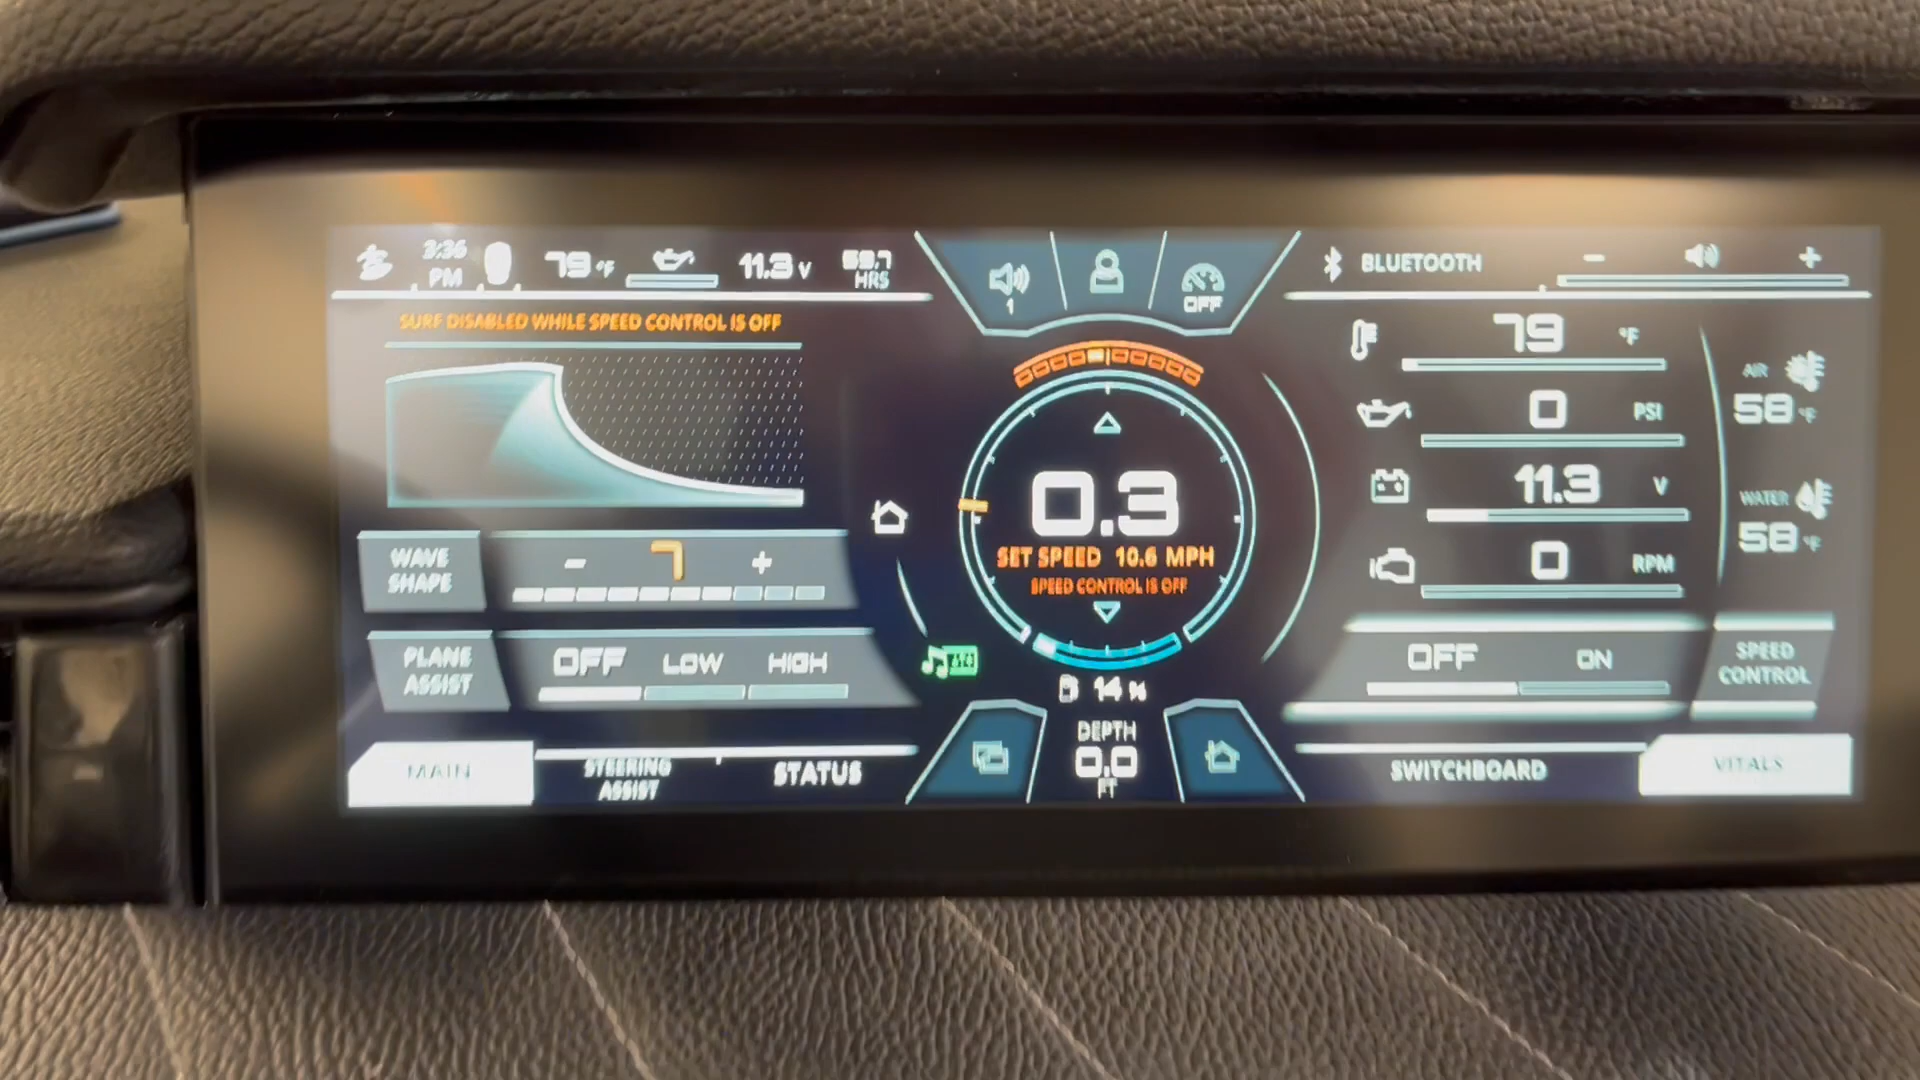 3:36 PM
79 °F
11.3 V
59.7 HRS
SURF DISABLED WHILE SPEED CONTROL IS OFF
WAVE SHAPE
- 7 +
PLANE ASSIST
OFF LOW HIGH
MAIN
STEERING ASSIST
STATUS
1
OFF
0.3
SET SPEED 10.6 MPH
SPEED CONTROL IS OFF
14 %
DEPTH
0.0
FT
BLUETOOTH
- +
79 °F
0 PSI
11.3 V
0 RPM
AIR
58 °F
WATER
58 °F
OFF ON
SPEED CONTROL
SWITCHBOARD
VITALS